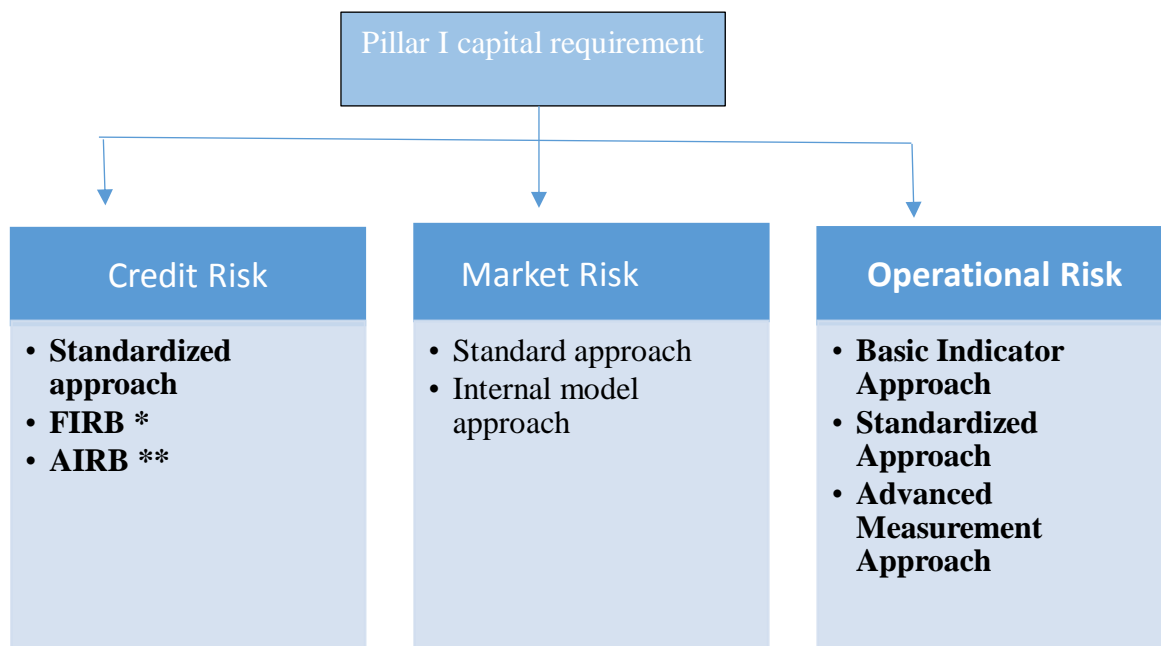 Pillar I capital requirement
Credit Risk
• Standardized
approach
• FIRB *
• AIRB **
Market Risk
• Standard approach
• Internal model
approach
Operational Risk
• Basic Indicator
Approach
• Standardized
Approach
• Advanced
Measurement
Approach